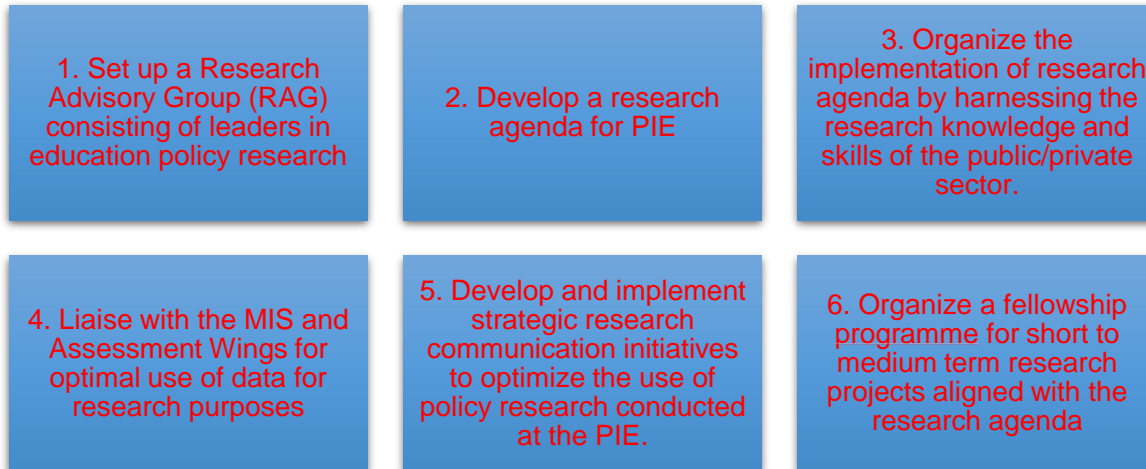 1. Set up a Research
Advisory Group (RAG)
consisting of leaders in
education policy research
2. Develop a research
agenda for PIE
3. Organize the
implementation of research
agenda by harnessing the
research knowledge and
skills of the public/private
sector.
4. Liaise with the MIS and
Assessment Wings for
optimal use of data for
research purposes
5. Develop and implement
strategic research
communication initiatives
to optimize the use of
policy research conducted
at the PIE.
6. Organize a fellowship
programme for short to
medium term research
projects aligned with the
research agenda